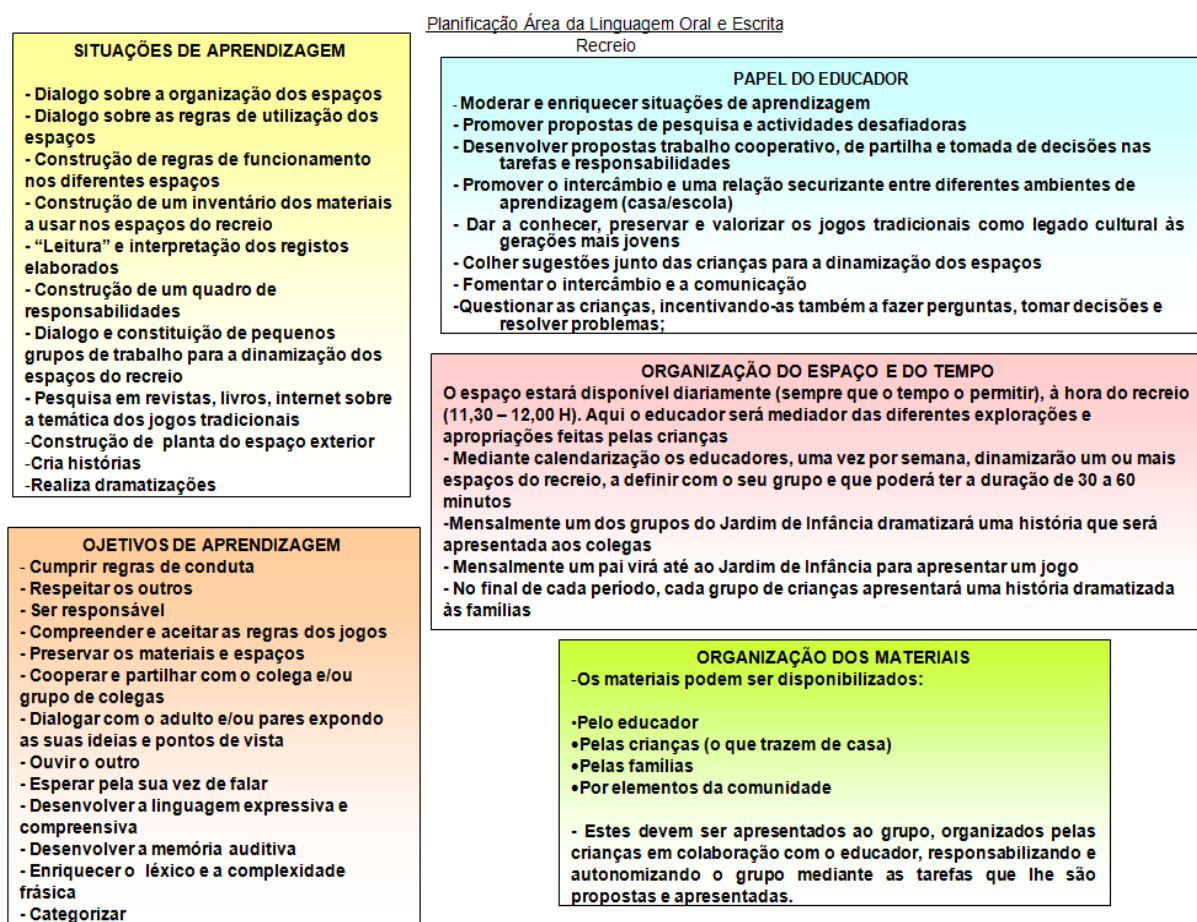 Planificação Área da Linguagem Oral e Escrita
Recreio
SITUAÇÕES DE APRENDIZAGEM
- Dialogo sobre a organização dos espaços
- Dialogo sobre as regras de utilização dos
espaços
- Construção de regras de funcionamento
nos diferentes espaços
- Construção de um inventário dos materiais
a usar nos espaços do recreio
- “Leitura” e interpretação dos registos
elaborados
- Construção de um quadro de
responsabilidades
- Dialogo e constituição de pequenos
grupos de trabalho para a dinamização dos
espaços do recreio
- Pesquisa em revistas, livros, internet sobre
a temática dos jogos tradicionais
-Construção de planta do espaço exterior
-Cria histórias
-Realiza dramatizações
OJETIVOS DE APRENDIZAGEM
- Cumprir regras de conduta
- Respeitar os outros
- Ser responsável
- Compreender e aceitar as regras dos jogos
- Preservar os materiais e espaços
- Cooperar e partilhar com o colega e/ou
grupo de colegas
- Dialogar com o adulto e/ou pares expondo
as suas ideias e pontos de vista
- Ouvir o outro
- Esperar pela sua vez de falar
- Desenvolver a linguagem expressiva e
compreensiva
- Desenvolver a memória auditiva
- Enriquecer o léxico e a complexidade
frásica
- Categorizar
PAPEL DO EDUCADOR
- Moderar e enriquecer situações de aprendizagem
- Promover propostas de pesquisa e actividades desafiadoras
- Desenvolver propostas trabalho cooperativo, de partilha e tomada de decisões nas
tarefas e responsabilidades
- Promover o intercâmbio e uma relação securizante entre diferentes ambientes de
aprendizagem (casa/escola)
- Dar a conhecer, preservar e valorizar os jogos tradicionais como legado cultural às
gerações mais jovens
- Colher sugestões junto das crianças para a dinamização dos espaços
- Fomentar o intercâmbio e a comunicação
-Questionar as crianças, incentivando-as também a fazer perguntas, tomar decisões e
resolver problemas;
ORGANIZAÇÃO DO ESPAÇO E DO TEMPO
O espaço estará disponível diariamente (sempre que o tempo o permitir), à hora do recreio
(11,30 – 12,00 H). Aqui o educador será mediador das diferentes explorações e
apropriações feitas pelas crianças
- Mediante calendarização os educadores, uma vez por semana, dinamizarão um ou mais
espaços do recreio, a definir com o seu grupo e que poderá ter a duração de 30 a 60
minutos
-Mensalmente um dos grupos do Jardim de Infância dramatizará uma história que será
apresentada aos colegas
- Mensalmente um pai virá até ao Jardim de Infância para apresentar um jogo
- No final de cada período, cada grupo de crianças apresentará uma história dramatizada
às famílias
ORGANIZAÇÃO DOS MATERIAIS
-Os materiais podem ser disponibilizados:
•Pelo educador
•Pelas crianças (o que trazem de casa)
•Pelas famílias
•Por elementos da comunidade
- Estes devem ser apresentados ao grupo, organizados pelas
crianças em colaboração com o educador, responsabilizando e
autonomizando o grupo mediante as tarefas que lhe são
propostas e apresentadas.